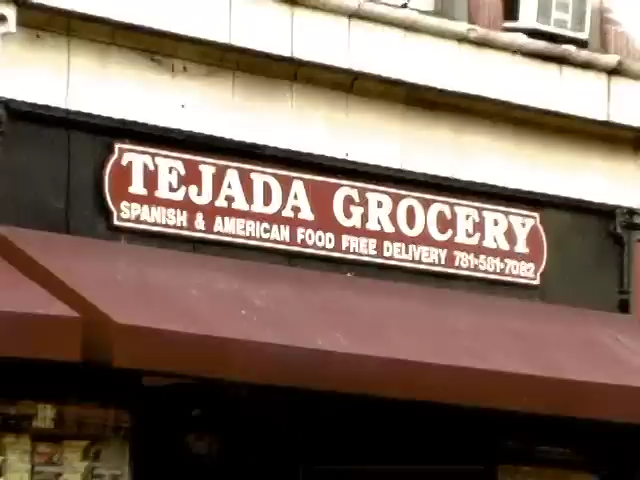 TEJADA GROCERY
SPANISH & AMERICAN FOOD FREE DELIVERY 781-581-7082